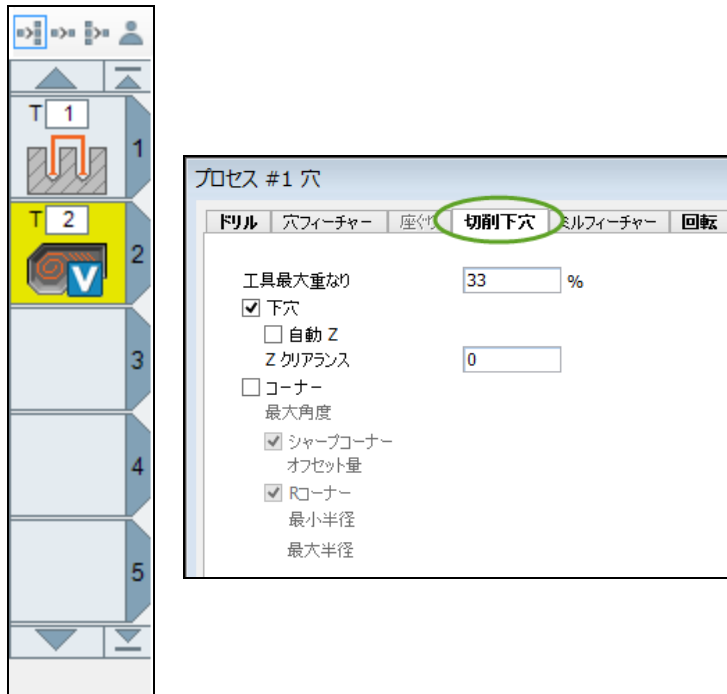 T 1
1
T 2
V
2
3
4
5
プロセス #1 穴
ドリル 穴フィーチャー 座ぐり 切削下穴 ミルフィーチャー 回転
工具最大重なり 33 %
下穴
自動 Z
Z クリアランス 0
コーナー
最大角度
シャープコーナー
オフセット量
Rコーナー
最小半径
最大半径